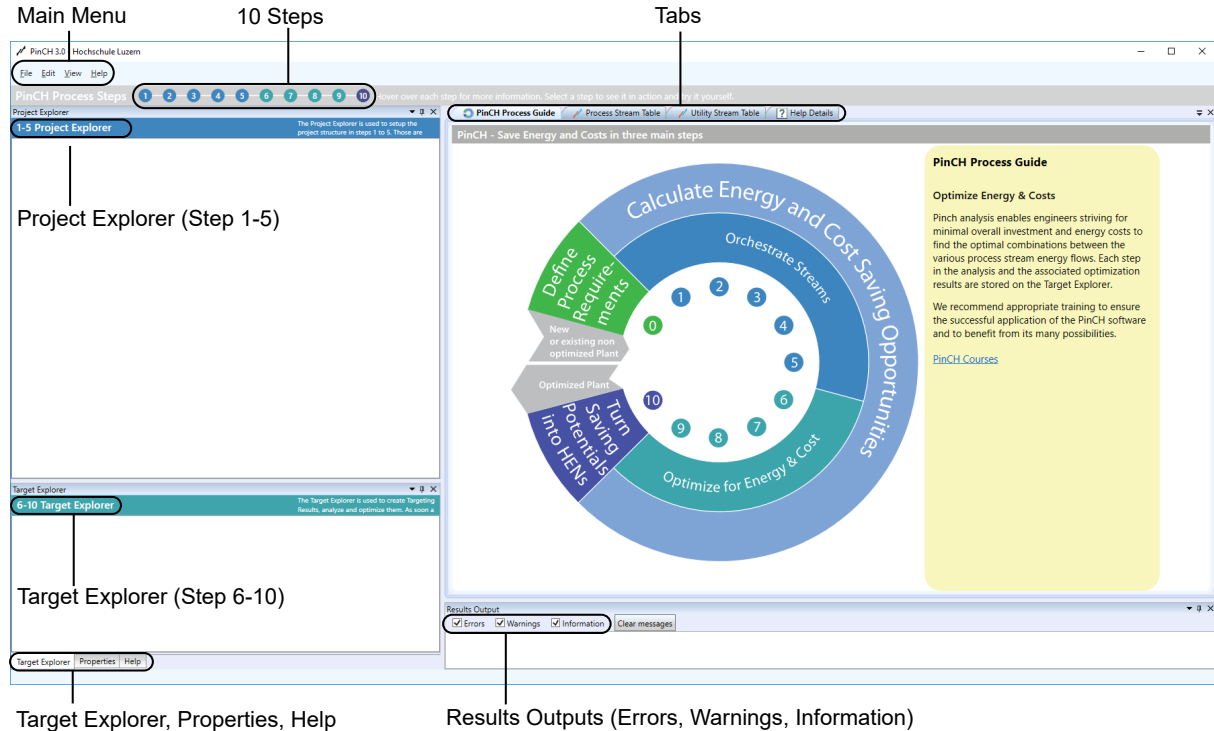 Main Menu
10 Steps
Tabs
PinCH 3.0 - Hochschule Luzern
File Edit View Help
PinCH Process Steps 1 2 3 4 5 6 7 8 9 10 Hover over each step for more information. Select a step to see it in action and try it yourself.
Project Explorer
1-5 Project Explorer
The Project Explorer is used to setup the
project structure in steps 1 to 5. Those are
Project Explorer (Step 1-5)
PinCH Process Guide Process Stream Table Utility Stream Table ? Help Details
PinCH - Save Energy and Costs in three main steps
Calculate Energy and Cost Saving Opportunities
Orchestrate Streams
Define
Process
Require-
ments
New
or existing non
optimized Plant
Optimized Plant
Turn
Saving
Potentials
into HENs
Optimize for Energy & Cost
0
1
2
3
4
5
6
7
8
9
10
PinCH Process Guide
Optimize Energy & Costs
Pinch analysis enables engineers striving for
minimal overall investment and energy costs to
find the optimal combinations between the
various process stream energy flows. Each step
in the analysis and the associated optimization
results are stored on the Target Explorer.
We recommend appropriate training to ensure
the successful application of the PinCH software
and to benefit from its many possibilities.
PinCH Courses
Target Explorer
6-10 Target Explorer
The Target Explorer is used to create Targeting
Results, analyze and optimize them. As soon a
Target Explorer (Step 6-10)
Target Explorer Properties Help
Results Output
Errors Warnings Information Clear messages
Target Explorer, Properties, Help
Results Outputs (Errors, Warnings, Information)